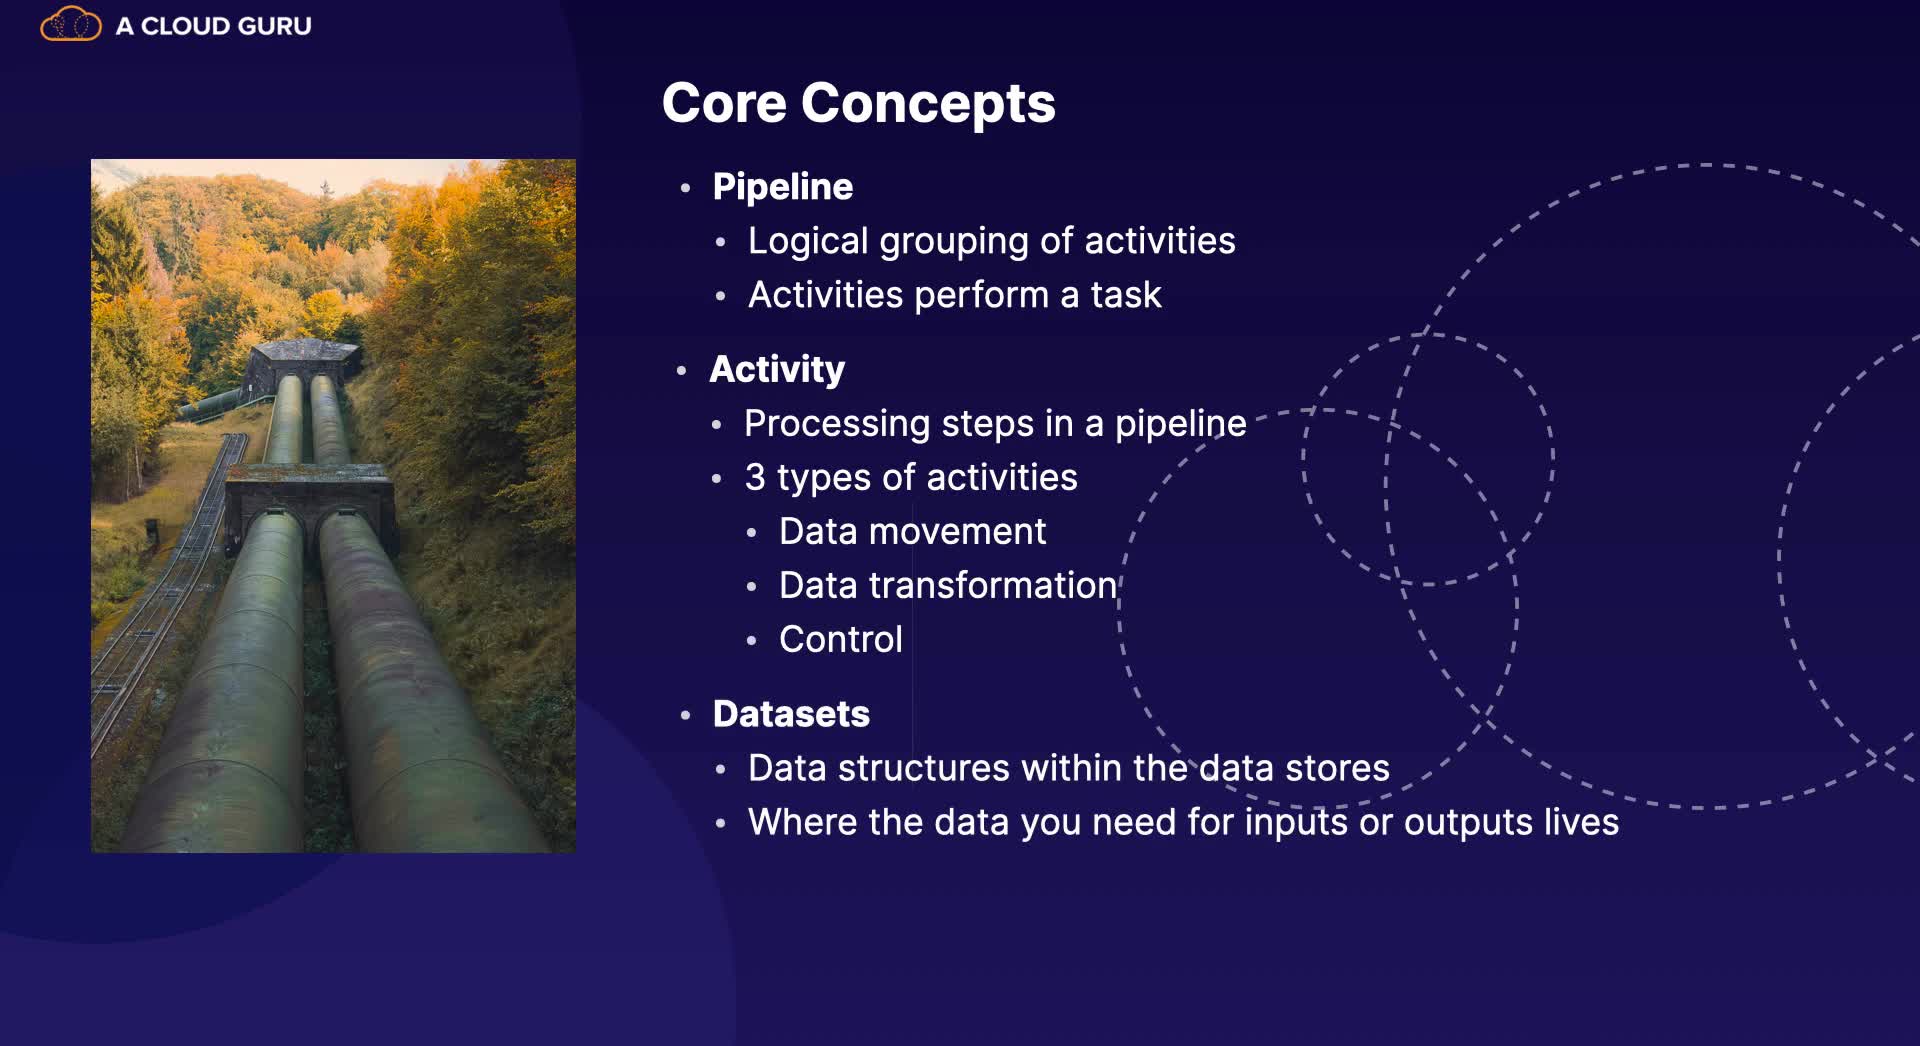 A CLOUD GURU
Core Concepts
• Pipeline
• Logical grouping of activities
• Activities perform a task
• Activity
• Processing steps in a pipeline
• 3 types of activities
• Data movement
• Data transformation
• Control
• Datasets
• Data structures within the data stores
• Where the data you need for inputs or outputs lives